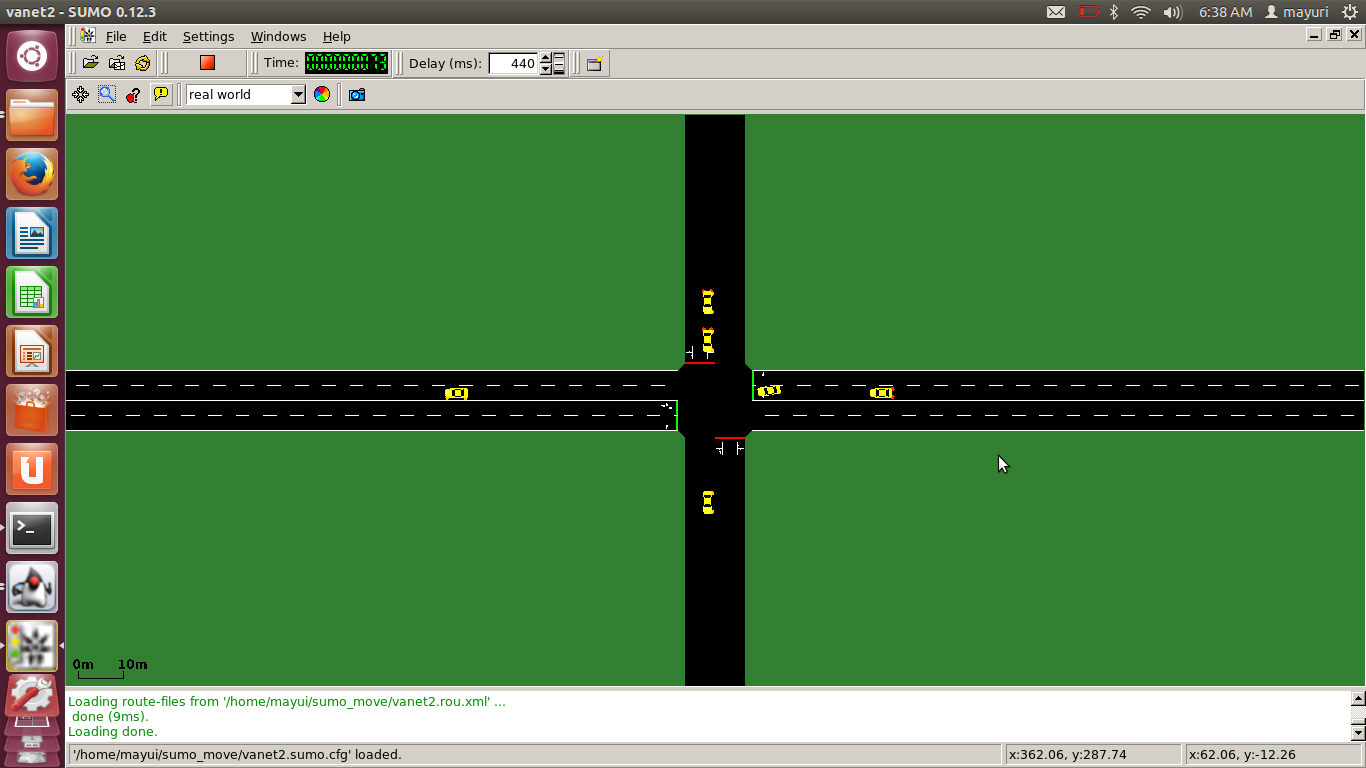 vanet2 - SUMO 0.12.3
6:38 AM mayuri
File Edit Settings Windows Help
Time: 13 Delay (ms): 440
real world
0m 10m
Loading route-files from '/home/mayui/sumo_move/vanet2.rou.xml' ...
done (9ms).
Loading done.
'/home/mayui/sumo_move/vanet2.sumo.cfg' loaded.
x:362.06, y:287.74
x:62.06, y:-12.26